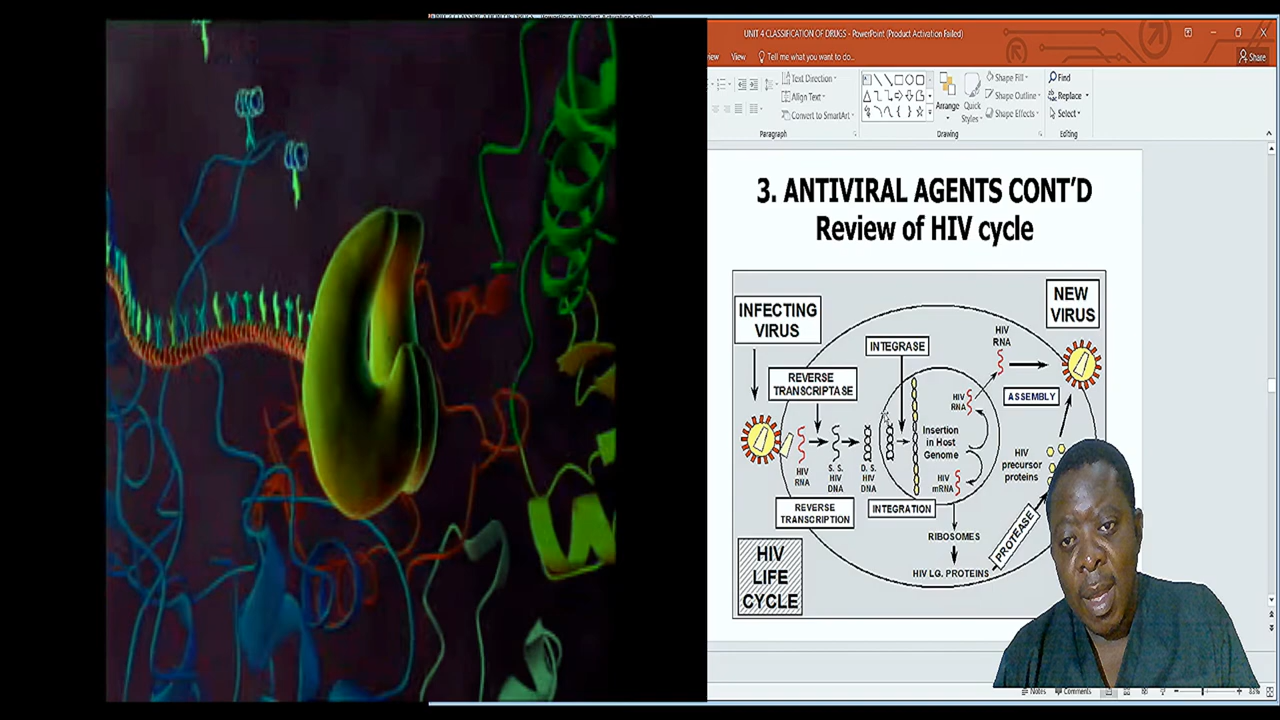 UNIT 4 CLASSIFICATION OF DRUGS - PowerPoint (Product Activation Failed)
View
Tell me what you want to do...
Share
Text Direction
Align Text
Convert to SmartArt
Paragraph
Arrange
Quick
Styles
Shape Fill
Shape Outline
Shape Effects
Drawing
Find
Replace
Select
Editing
3. ANTIVIRAL AGENTS CONT'D
Review of HIV cycle
INFECTING
VIRUS
REVERSE
TRANSCRIPTASE
INTEGRASE
HIV
RNA
NEW
VIRUS
ASSEMBLY
HIV
RNA
S. S.
HIV
DNA
D. S.
HIV
DNA
Insertion
in Host
Genome
HIV
RNA
HIV
mRNA
HIV
precursor
proteins
REVERSE
TRANSCRIPTION
INTEGRATION
RIBOSOMES
HIV LG. PROTEINS
PROTEASE
HIV
LIFE
CYCLE
Notes
Comments
83%